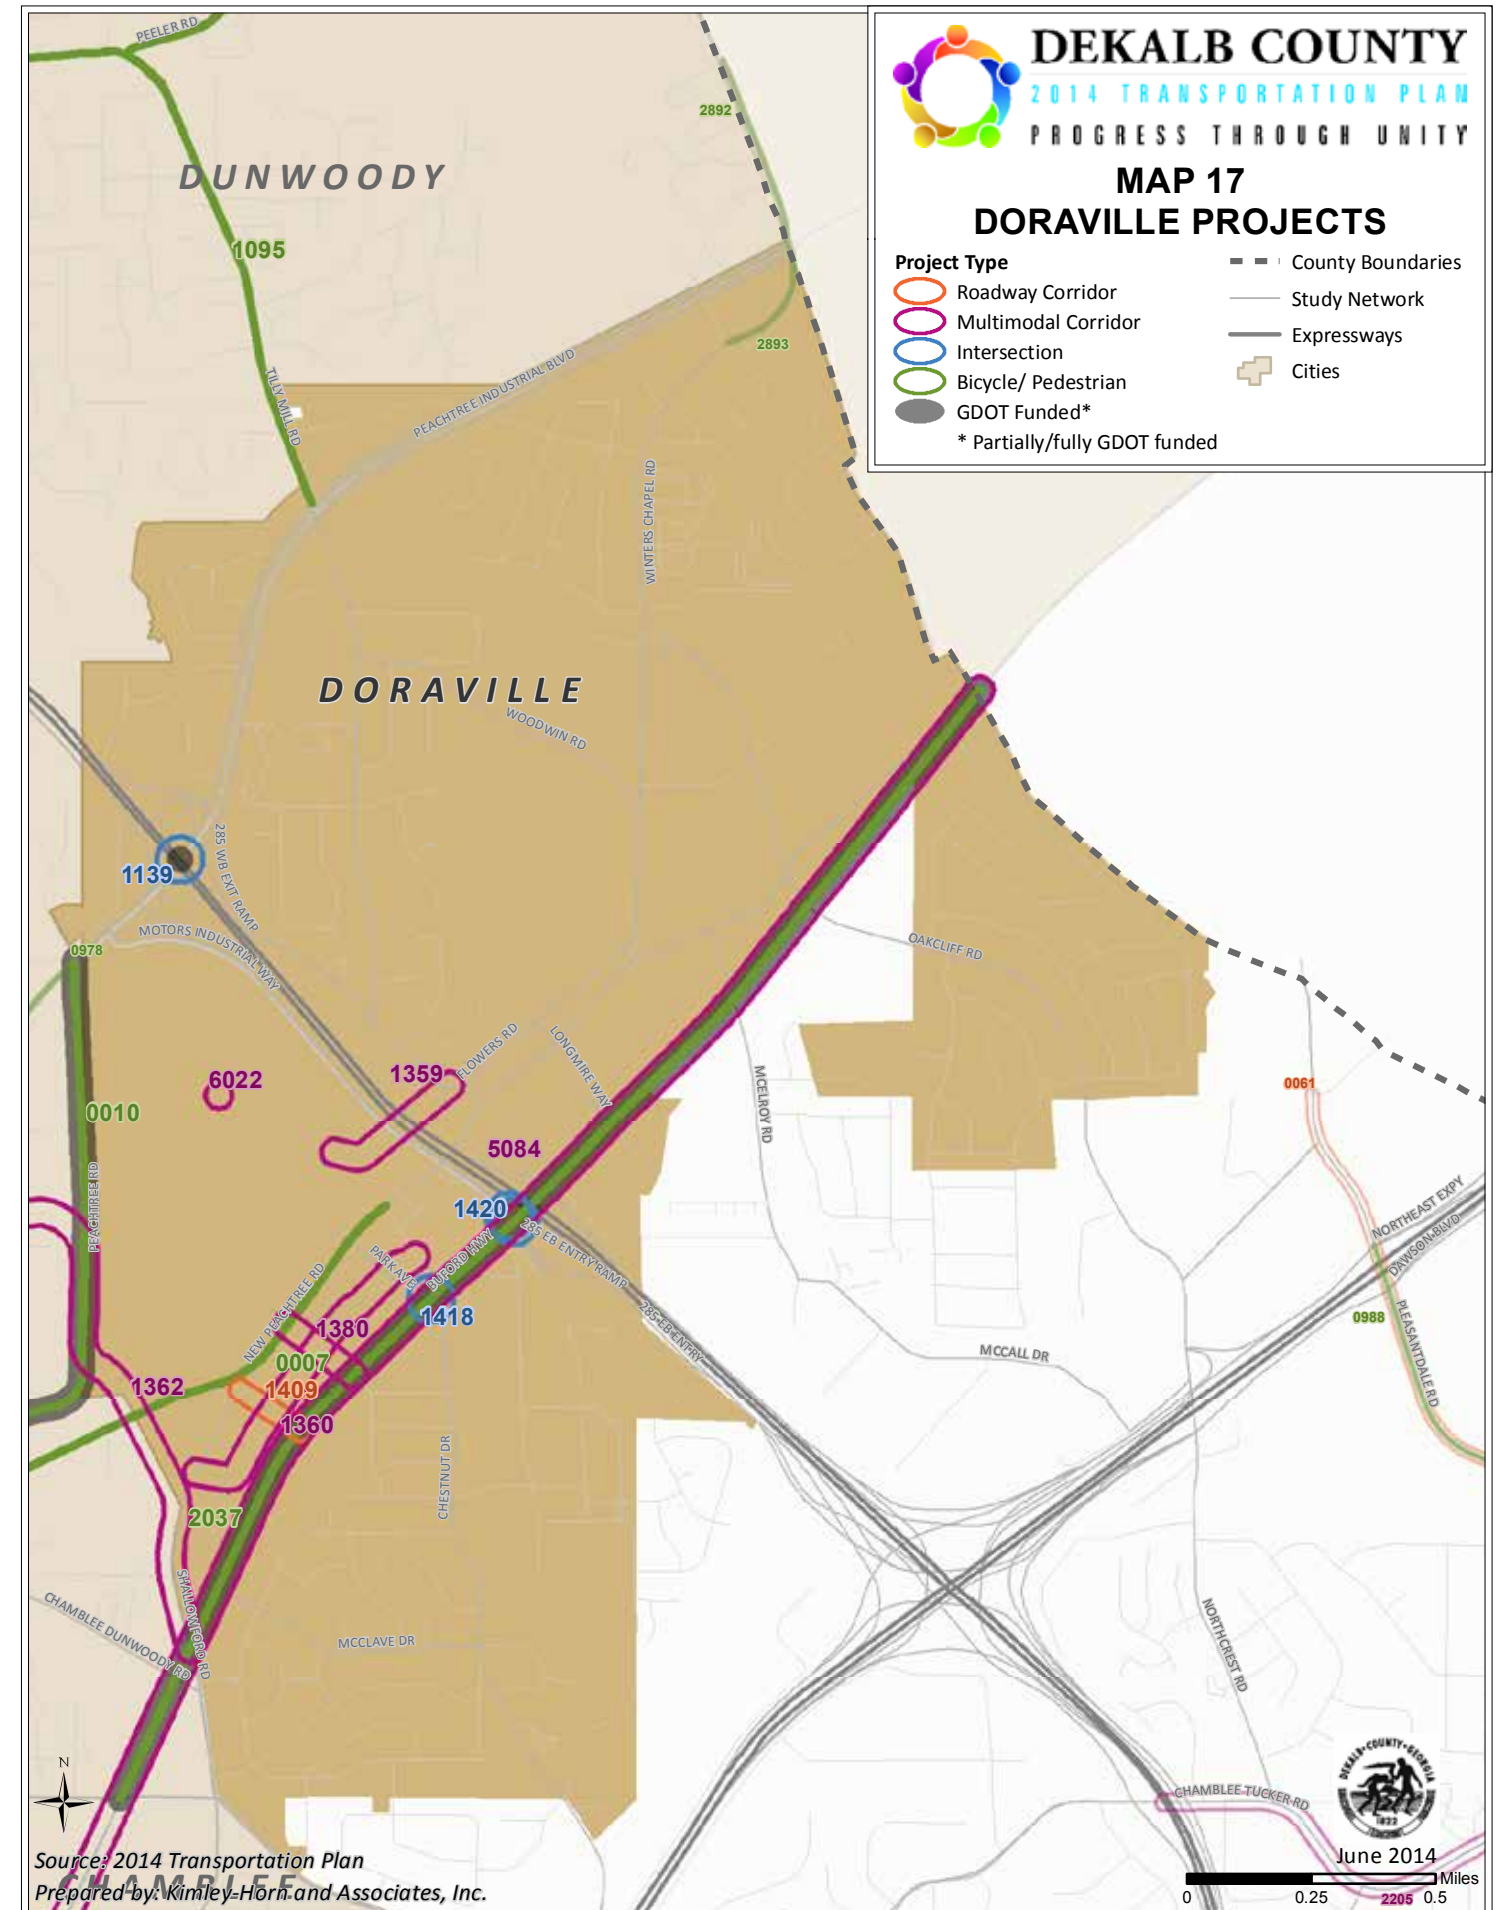 DEKALB COUNTY
2014 TRANSPORTATION PLAN
PROGRESS THROUGH UNITY
MAP 17
DORAVILLE PROJECTS
Project Type
Roadway Corridor
Multimodal Corridor
Intersection
Bicycle/ Pedestrian
GDOT Funded*
* Partially/fully GDOT funded
County Boundaries
Study Network
Expressways
Cities
PEELER RD
2892
DUNWOODY
1095
2893
TILLY MILL RD
PEACHTREE INDUSTRIAL BLVD
WINTERS CHAPEL RD
DORAVILLE
WOODWIN RD
1139
285 WB EXIT RAMP
MOTORS INDUSTRIAL WAY
0978
OAKCLIFF RD
FLOWERS RD
LONGMIRE WAY
1359
6022
0010
MCELROY RD
0061
5084
PEACHTREE RD
1420
285 EB ENTRY RAMP
BUFORD HWY
PARK AVE
NEW PEACHTREE RD
1418
285 EB ENTRY
1380
0007
1409
1362
1360
MCCALL DR
NORTHEAST EXPY
DAWSON BLVD
0988
PLEASANTDALE RD
CHESTNUT DR
2037
SHALLOWFORD RD
CHAMBLEE DUNWOODY RD
MCCLAVE DR
NORTHCREST RD
N
CHAMBLEE TUCKER RD
DEKALB COUNTY GEORGIA
1822
June 2014
Source: 2014 Transportation Plan
CHAMBLEE
Prepared by: Kimley-Horn and Associates, Inc.
Miles
0 0.25 0.5
2205